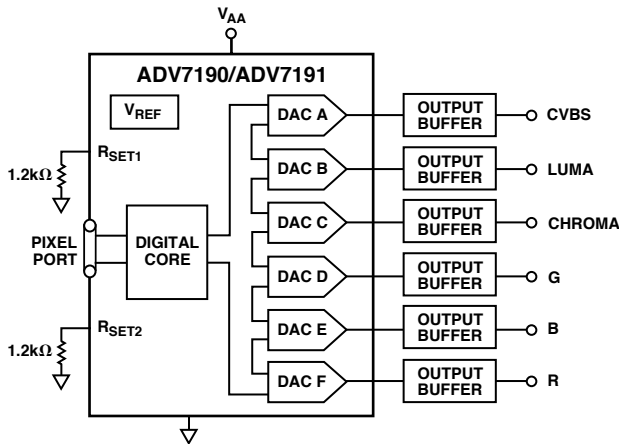 VAA
ADV7190/ADV7191
VREF
RSET1
1.2kΩ
PIXEL
PORT
DIGITAL
CORE
RSET2
1.2kΩ
DAC A
OUTPUT
BUFFER
CVBS
DAC B
OUTPUT
BUFFER
LUMA
DAC C
OUTPUT
BUFFER
CHROMA
DAC D
OUTPUT
BUFFER
G
DAC E
OUTPUT
BUFFER
B
DAC F
OUTPUT
BUFFER
R